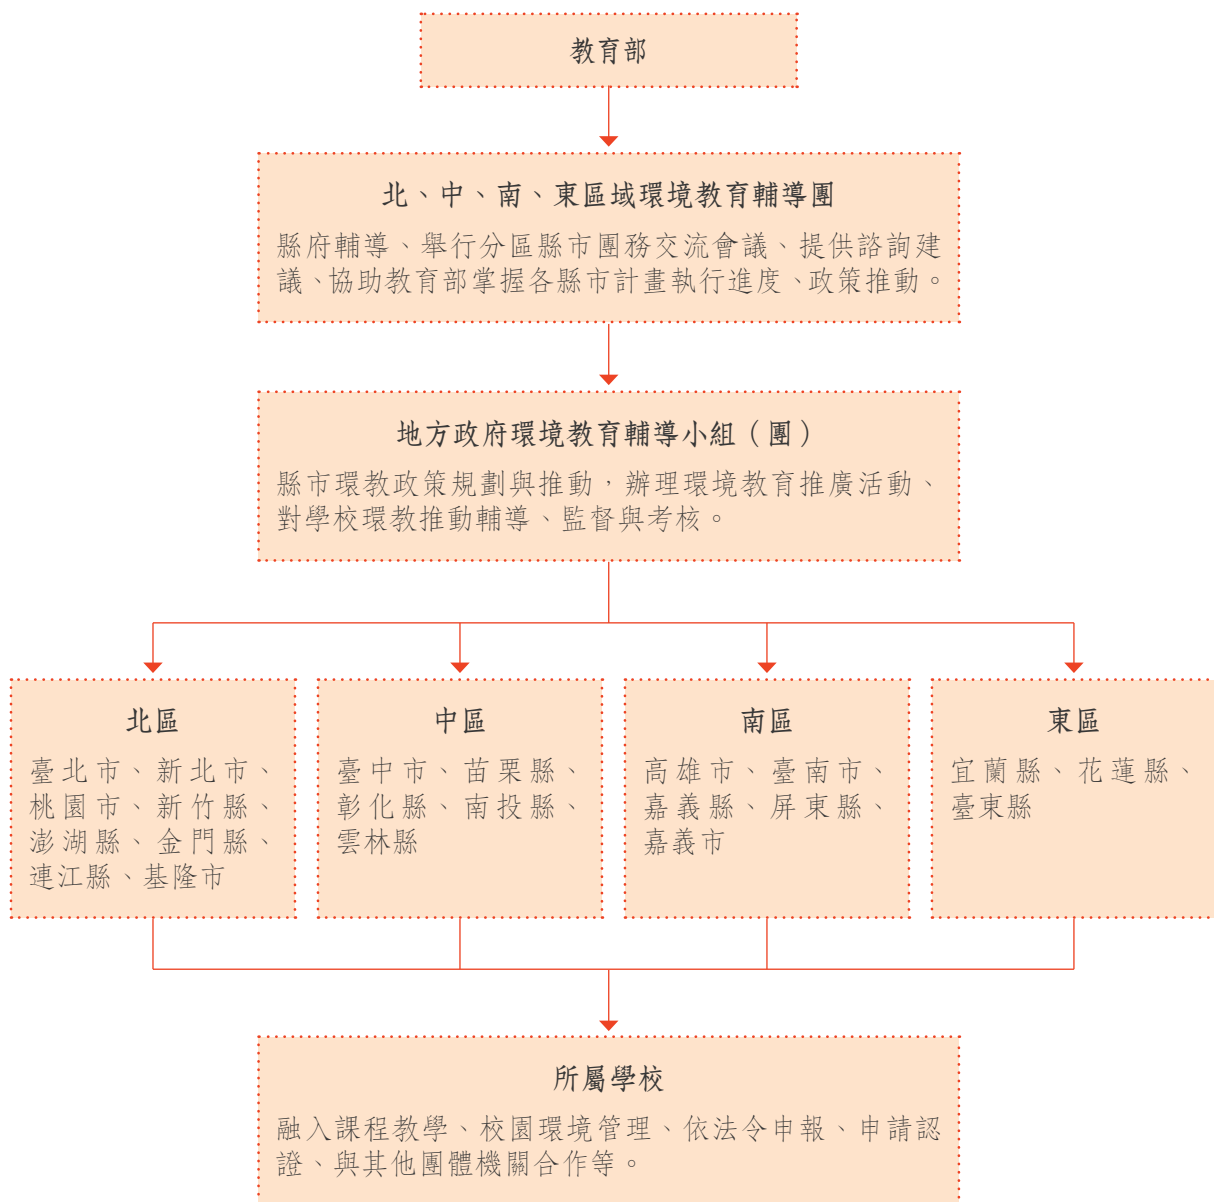 教育部
北、中、南、東區域環境教育輔導團
縣府輔導、舉行分區縣市團務交流會議、提供諮詢建
議、協助教育部掌握各縣市計畫執行進度、政策推動。
地方政府環境教育輔導小組（團）
縣市環教政策規劃與推動，辦理環境教育推廣活動、
對學校環教推動輔導、監督與考核。
北區
臺北市、新北市、
桃園市、新竹縣、
澎湖縣、金門縣、
連江縣、基隆市
中區
臺中市、苗栗縣、
彰化縣、南投縣、
雲林縣
南區
高雄市、臺南市、
嘉義縣、屏東縣、
嘉義市
東區
宜蘭縣、花蓮縣、
臺東縣
所屬學校
融入課程教學、校園環境管理、依法令申報、申請認
證、與其他團體機關合作等。